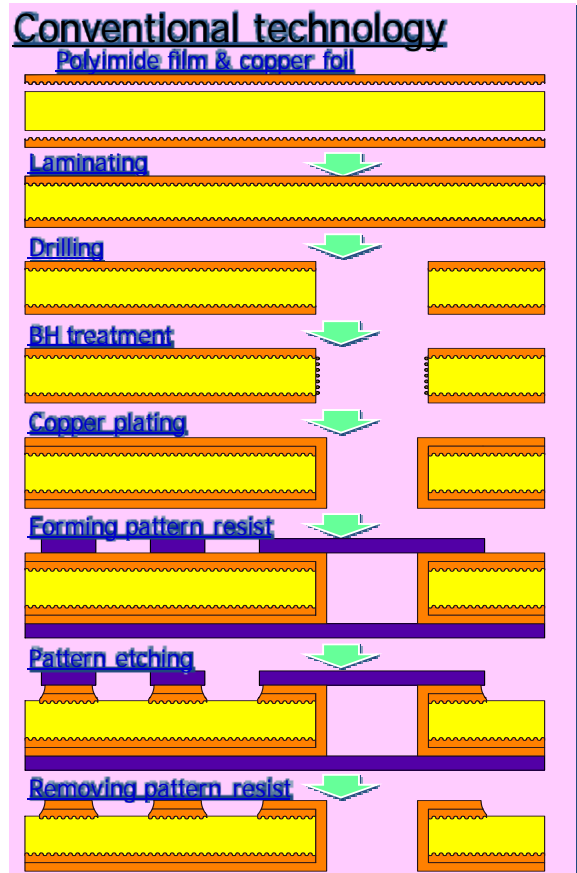 Conventional technology
Polyimide film & copper foil
Laminating
Drilling
BH treatment
Copper plating
Forming pattern resist
Pattern etching
Removing pattern resist